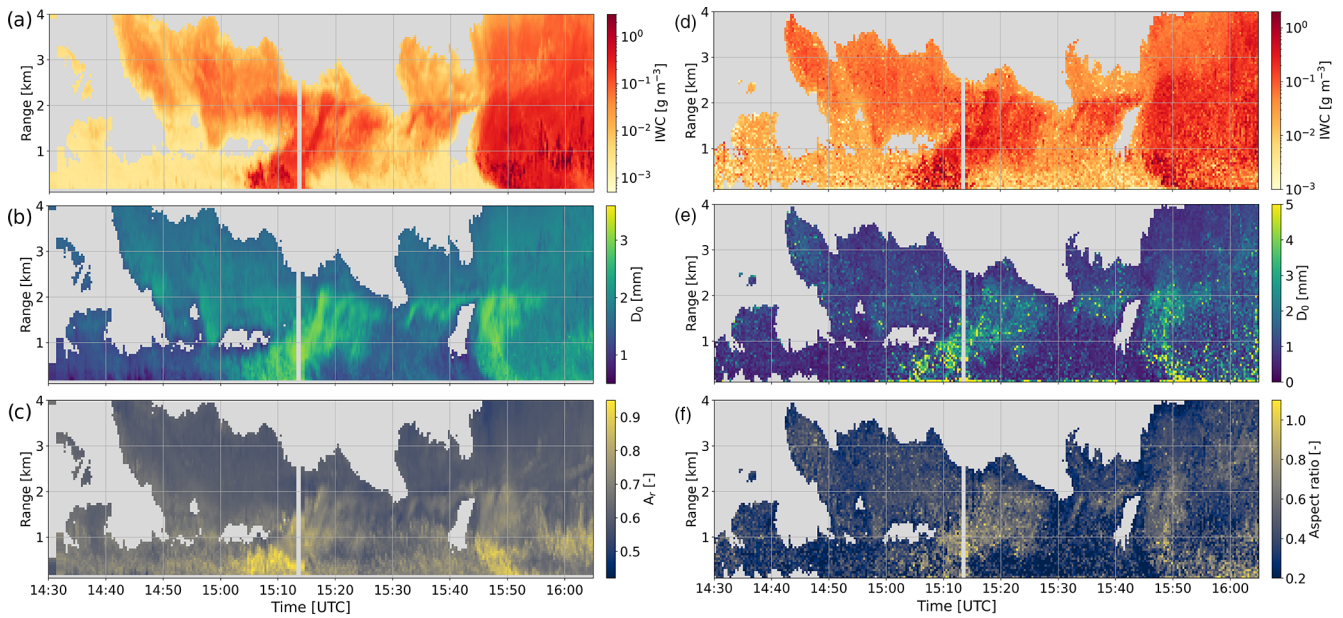 (a)
4
3
2
1
Range [km]
10⁰
10⁻¹
10⁻²
10⁻³
IWC [g m⁻³]
(d)
4
3
2
1
Range [km]
10⁰
10⁻¹
10⁻²
10⁻³
IWC [g m⁻³]
(b)
4
3
2
1
Range [km]
3
2
1
D₀ [mm]
(e)
4
3
2
1
Range [km]
5
4
3
2
1
0
D₀ [mm]
(c)
4
3
2
1
Range [km]
0.9
0.8
0.7
0.6
0.5
Aᵣ [-]
14:30 14:40 14:50 15:00 15:10 15:20 15:30 15:40 15:50 16:00
Time [UTC]
(f)
4
3
2
1
Range [km]
1.0
0.8
0.6
0.4
0.2
Aspect ratio [-]
14:30 14:40 14:50 15:00 15:10 15:20 15:30 15:40 15:50 16:00
Time [UTC]